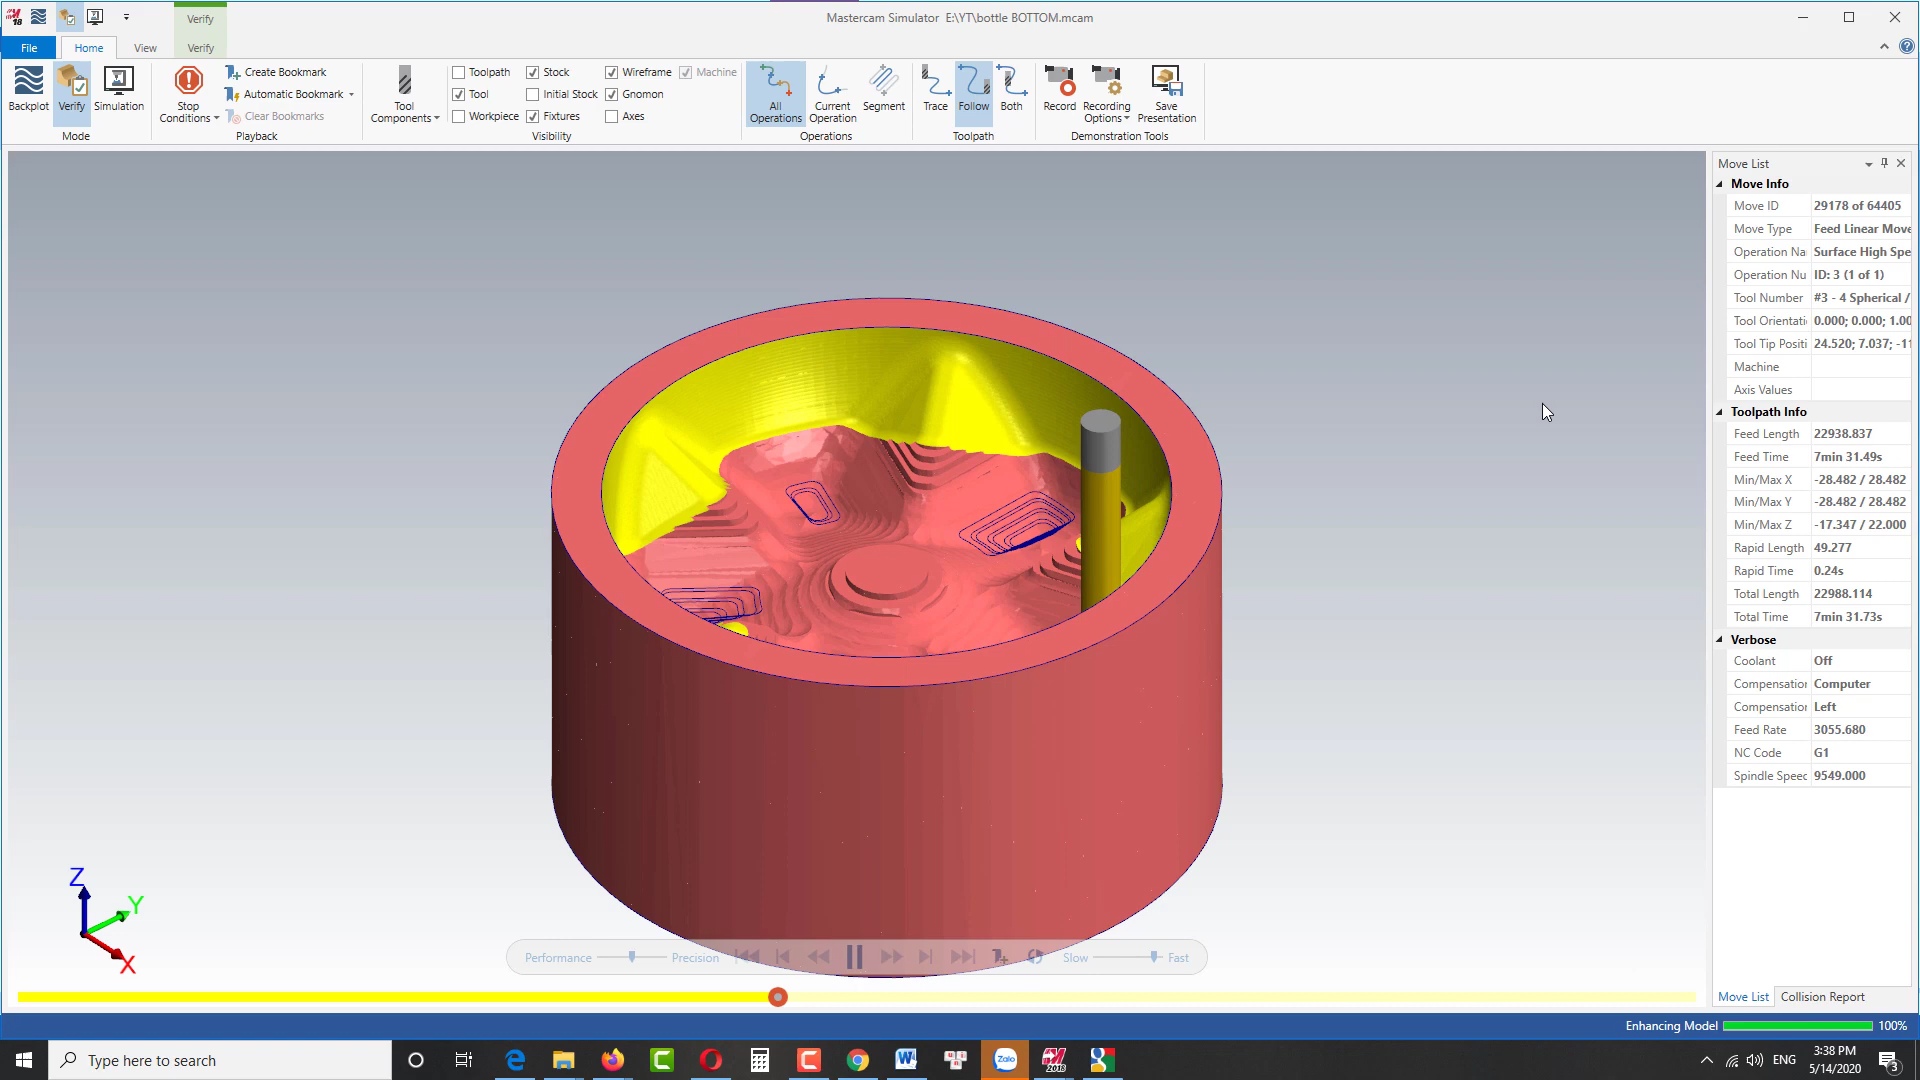 Verify
Mastercam Simulator E:\YT\bottle BOTTOM.mcam
File
Home
View
Verify
Backplot
Verify
Simulation
Mode
Stop
Conditions
Create Bookmark
Automatic Bookmark
Clear Bookmarks
Playback
Tool
Components
Toolpath
Stock
Wireframe
Machine
Tool
Initial Stock
Gnomon
Workpiece
Fixtures
Axes
Visibility
All
Operations
Current
Operation
Segment
Operations
Trace
Follow
Both
Toolpath
Record
Recording
Options
Save
Presentation
Demonstration Tools
Move List
Move Info
Move ID 29178 of 64405
Move Type Feed Linear Move
Operation Na Surface High Spe
Operation Nu ID: 3 (1 of 1)
Tool Number #3 - 4 Spherical /
Tool Orientati 0.000; 0.000; 1.00
Tool Tip Positi 24.520; 7.037; -11
Machine
Axis Values
Toolpath Info
Feed Length 22938.837
Feed Time 7min 31.49s
Min/Max X -28.482 / 28.482
Min/Max Y -28.482 / 28.482
Min/Max Z -17.347 / 22.000
Rapid Length 49.277
Rapid Time 0.24s
Total Length 22988.114
Total Time 7min 31.73s
Verbose
Coolant Off
Compensation Computer
Compensation Left
Feed Rate 3055.680
NC Code G1
Spindle Speed 9549.000
Z
Y
X
Performance
Precision
Slow
Fast
Move List
Collision Report
Enhancing Model 100%
Type here to search
Zalo
2018
ENG
3:38 PM
5/14/2020
3